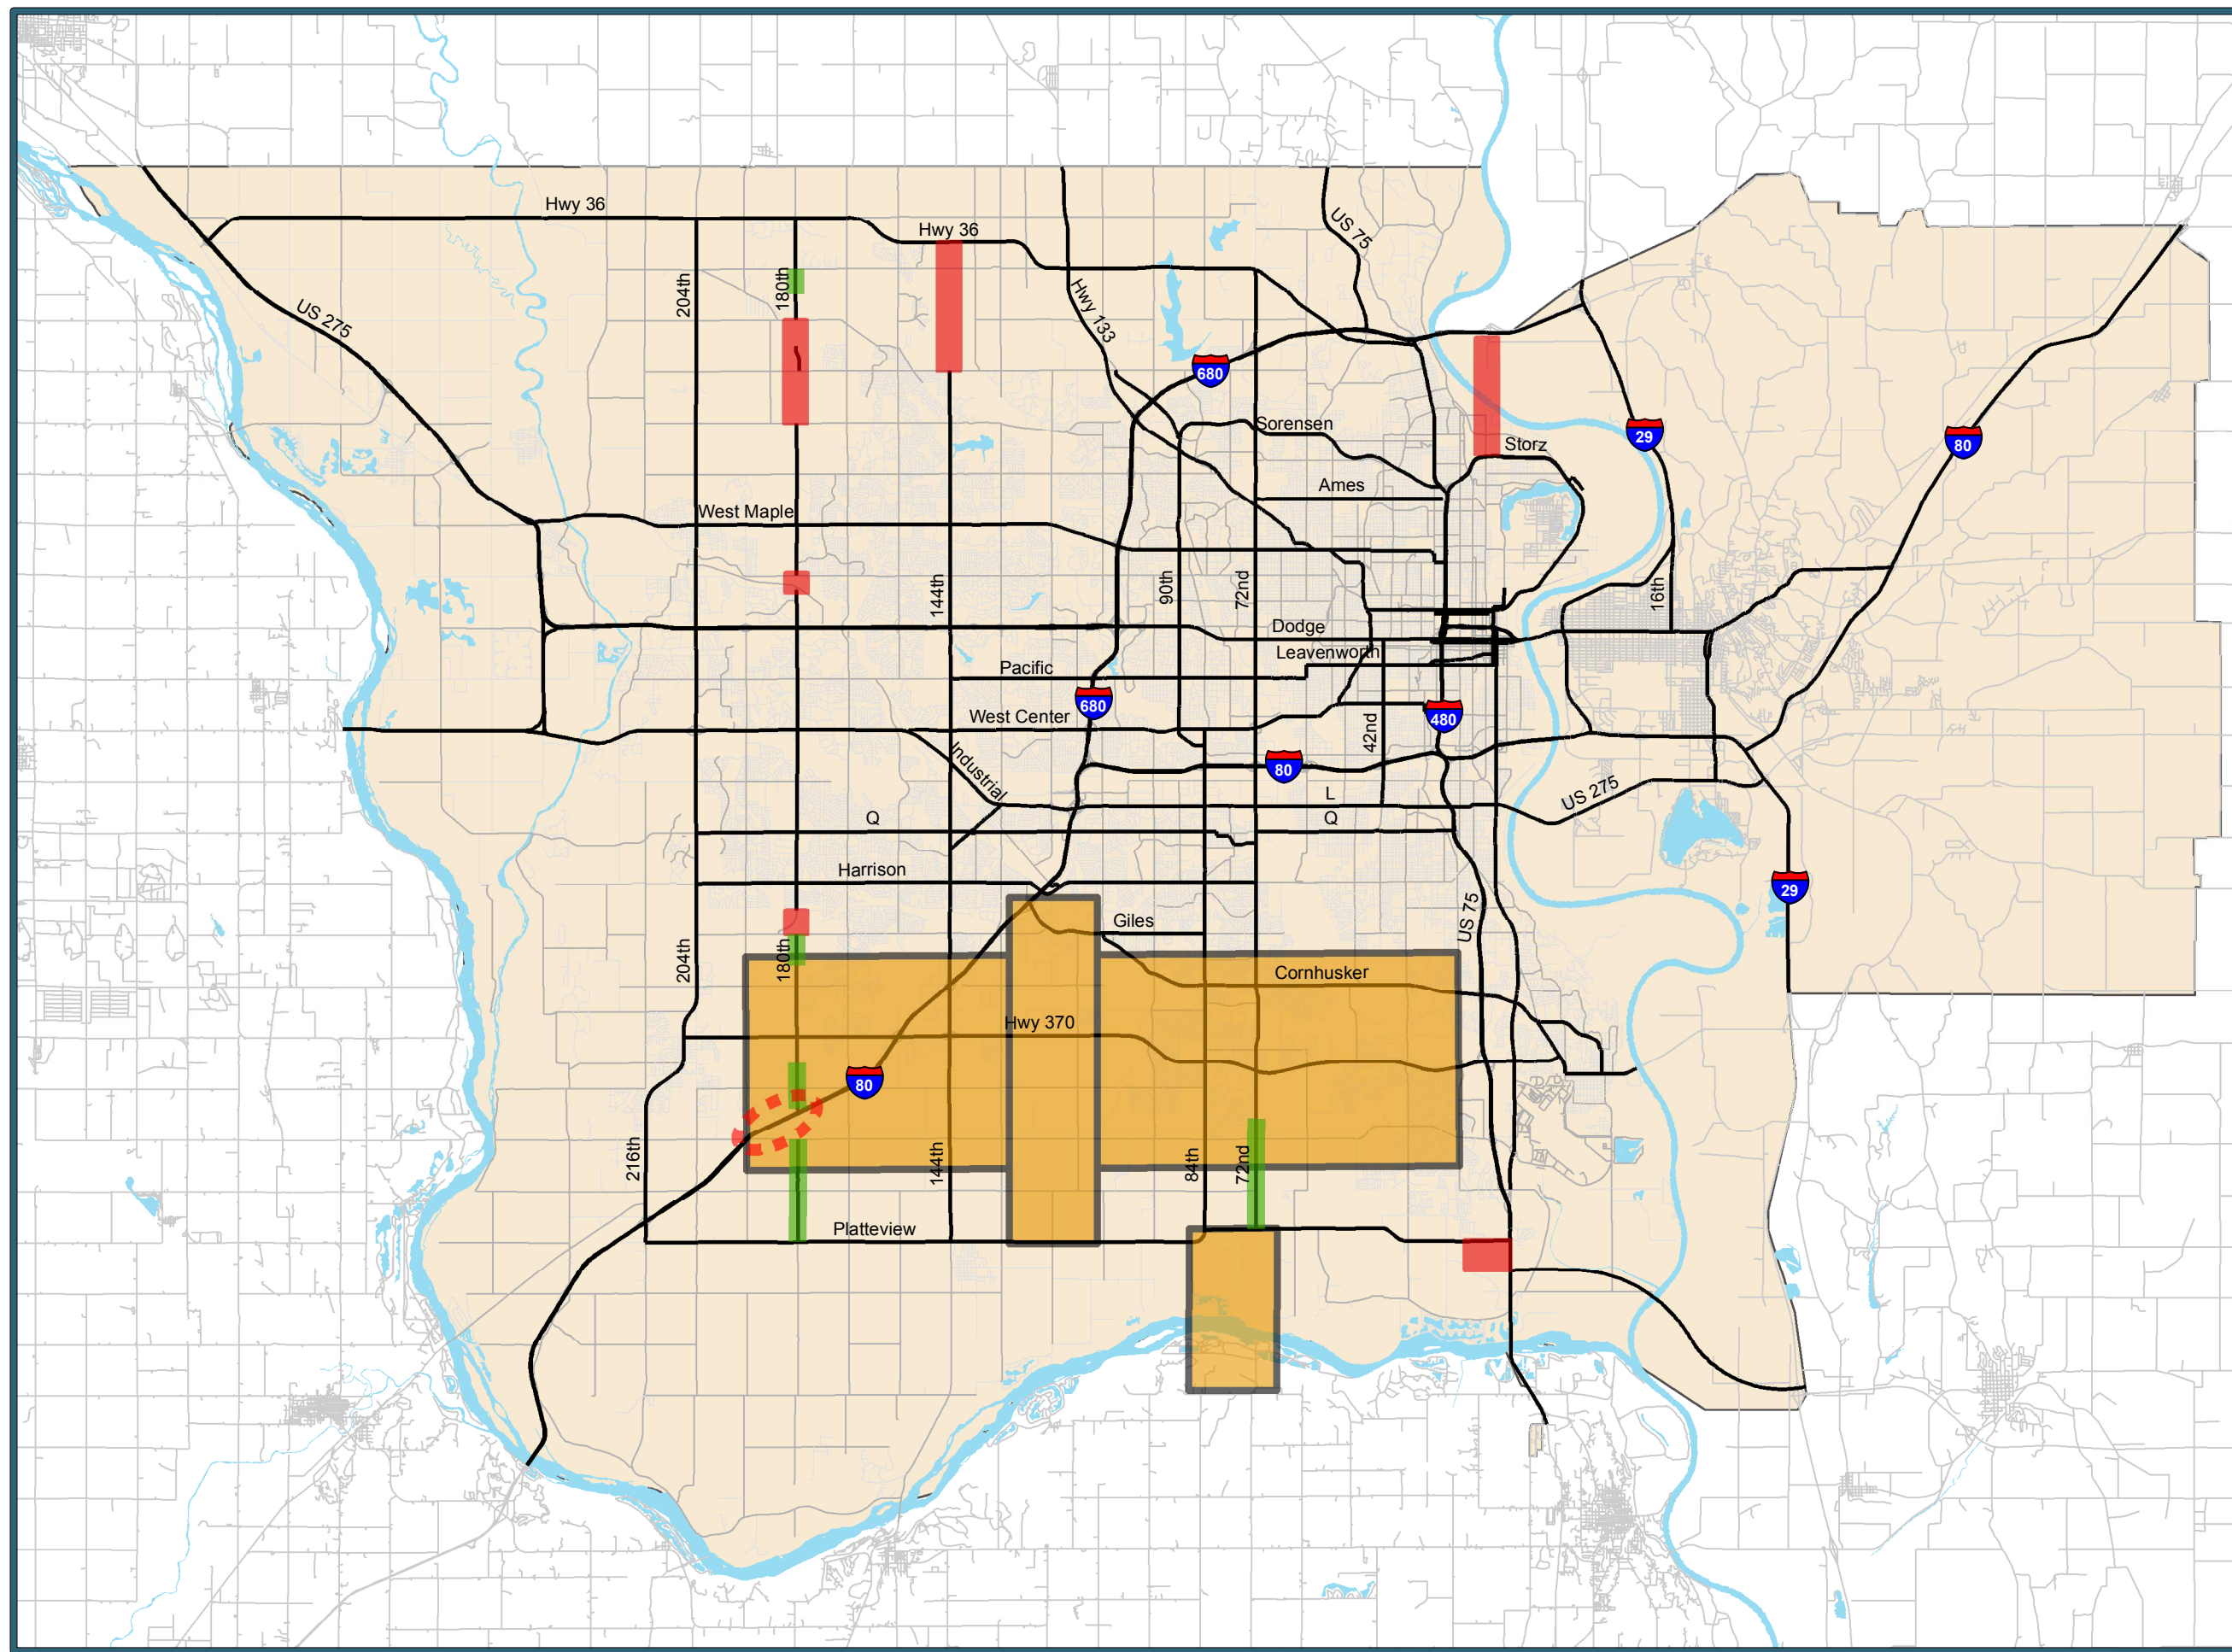 Hwy 36
Hwy 36
US 75
204th
180th
US 275
Hwy 133
680
Sorensen
29
80
Storz
Ames
West Maple
144th
90th
72nd
16th
Dodge
Leavenworth
Pacific
680
West Center
480
42nd
Industrial
80
L
US 275
Q
Q
Harrison
29
Giles
US 75
204th
180th
Cornhusker
Hwy 370
80
216th
144th
84th
72nd
Platteview